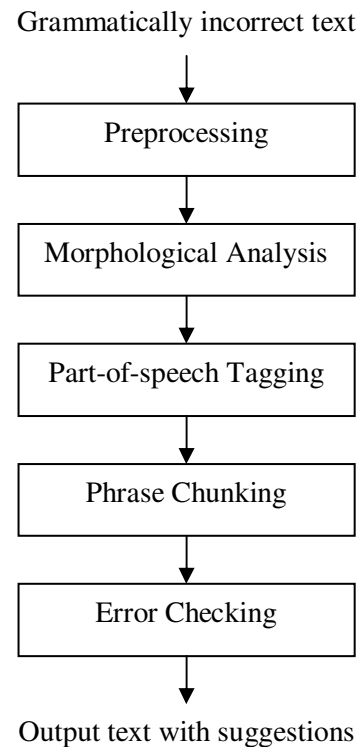 Grammatically incorrect text
Preprocessing
Morphological Analysis
Part-of-speech Tagging
Phrase Chunking
Error Checking
Output text with suggestions